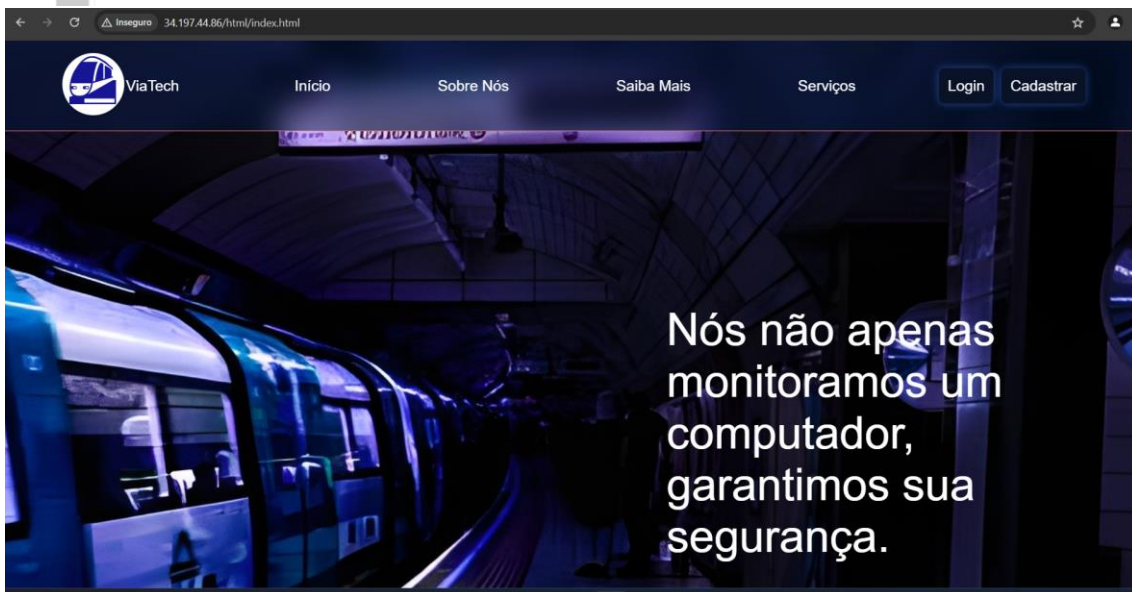 Inseguro 34.197.44.86/html/index.html
ViaTech Início Sobre Nós Saiba Mais Serviços Login Cadastrar
Nós não apenas
monitoramos um
computador,
garantimos sua
segurança.